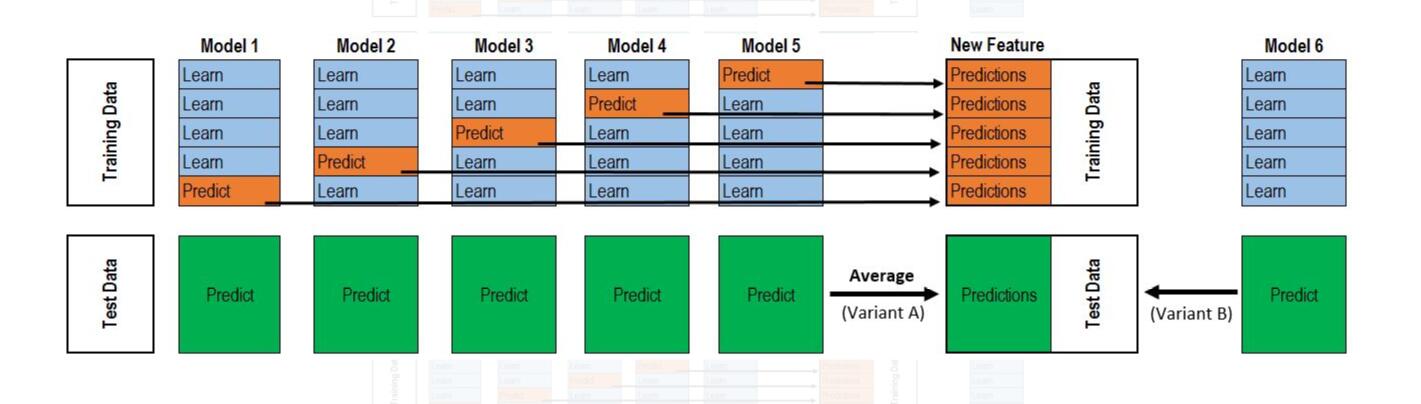 Model 1 Model 2 Model 3 Model 4 Model 5 New Feature Model 6
Training Data
Learn Learn Learn Learn Predict Predictions Learn
Learn Learn Learn Predict Learn Predictions Learn
Learn Learn Predict Learn Learn Predictions Learn
Learn Predict Learn Learn Learn Predictions Learn
Predict Learn Learn Learn Learn Predictions Learn
Training Data
Test Data
Predict Predict Predict Predict Predict
Average
(Variant A)
Predictions
Test Data
(Variant B)
Predict